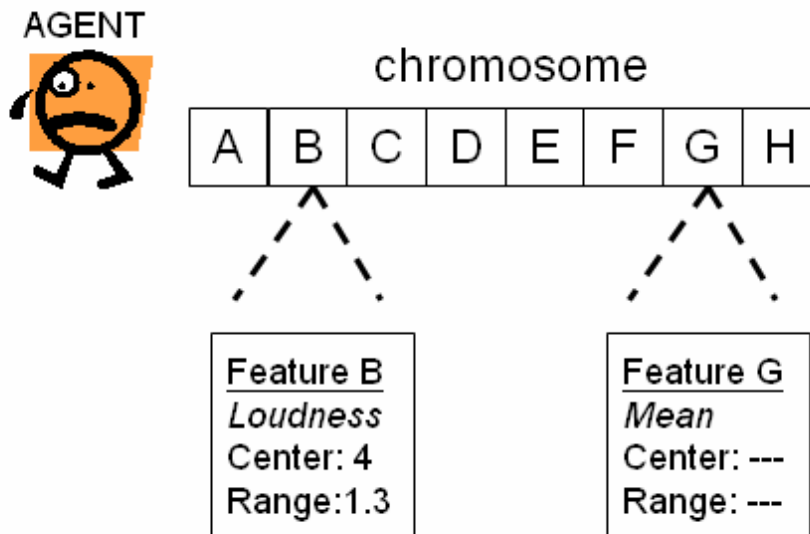 AGENT
chromosome
A B C D E F G H
Feature B
Loudness
Center: 4
Range:1.3
Feature G
Mean
Center: ---
Range: ---